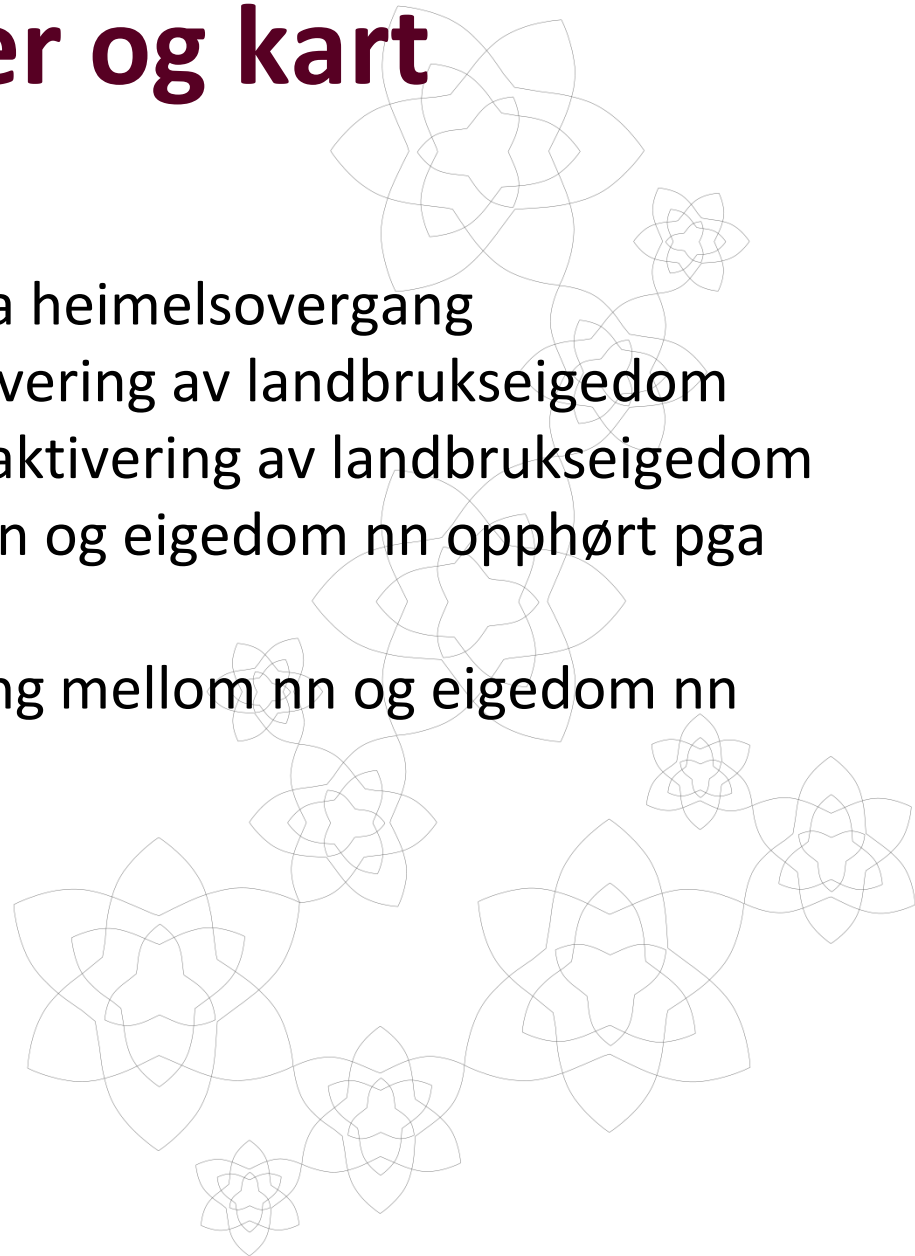 er og kart
a heimelsovergang
vering av landbrukseigedom
aktivering av landbrukseigedom
n og eigedom nn opphørt pga
ng mellom nn og eigedom nn